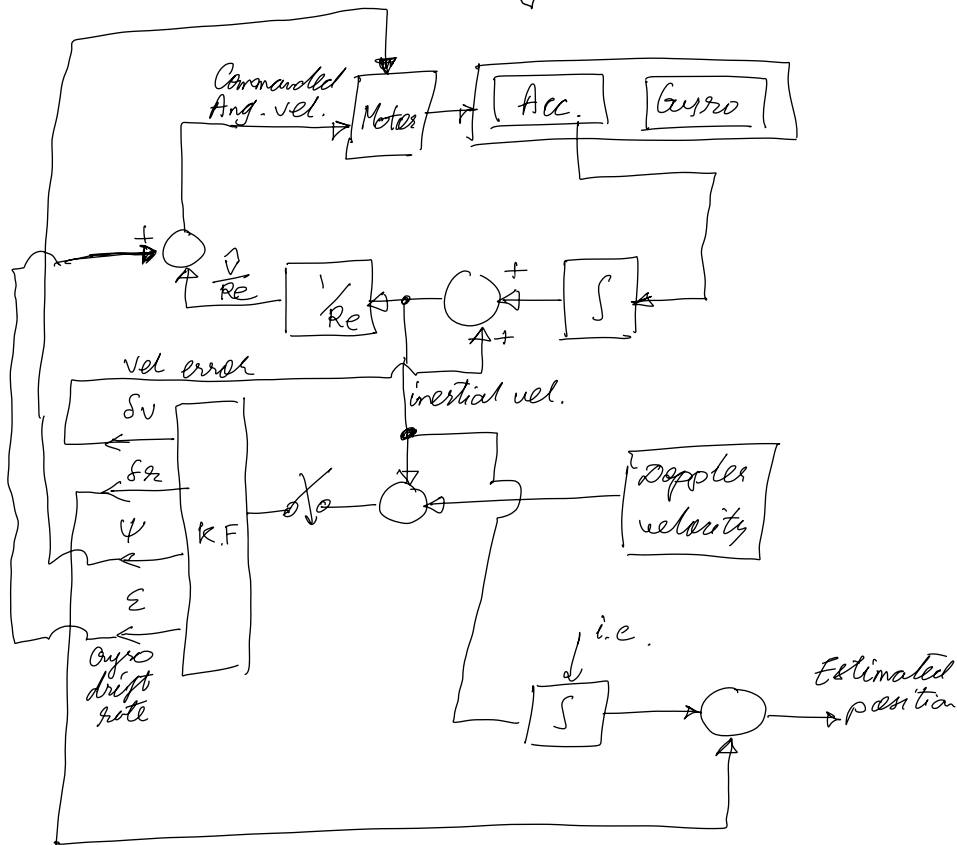 Commanded
Ang. vel.
Motor
Acc.
Gyro
+
v̂/Re
1/Re
+
∫
+
vel error
inertial vel.
δv
δr
ψ
K.F
ε
Gyro
drift
rate
Doppler
velocity
i.c.
∫
Estimated
position